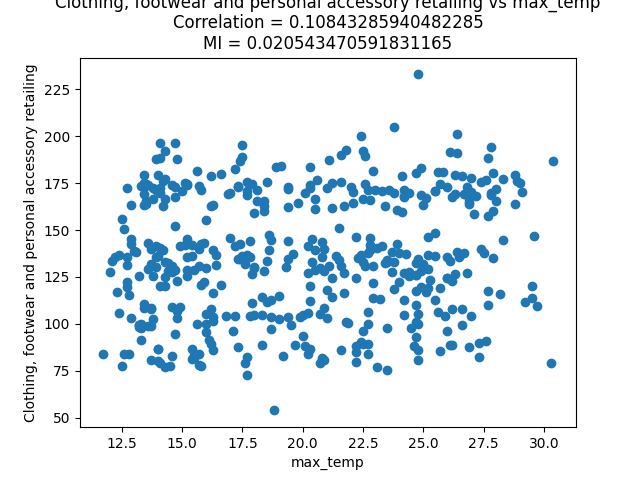 Clothing, footwear and personal accessory retailing vs max_temp
Correlation = 0.10843285940482285
MI = 0.020543470591831165
Clothing, footwear and personal accessory retailing
225
200
175
150
125
100
75
50
12.5 15.0 17.5 20.0 22.5 25.0 27.5 30.0
max_temp